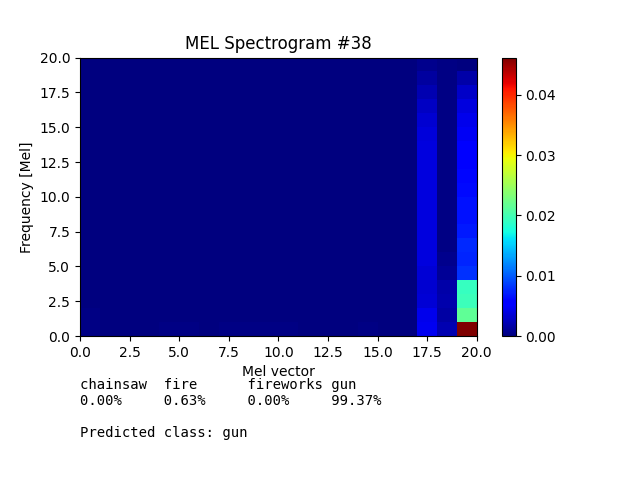 MEL Spectrogram #38
20.0
17.5
15.0
12.5
10.0
7.5
5.0
2.5
0.0
Frequency [Mel]
0.0 2.5 5.0 7.5 10.0 12.5 15.0 17.5 20.0
Mel vector
0.04
0.03
0.02
0.01
0.00
chainsaw fire fireworks gun
0.00% 0.63% 0.00% 99.37%
Predicted class: gun